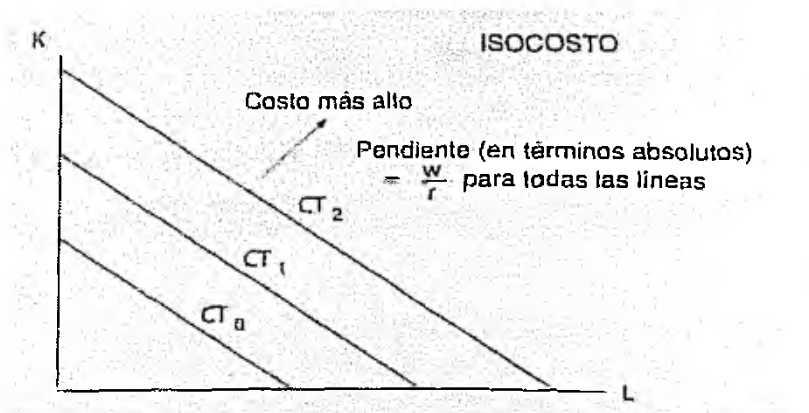 K
ISOCOSTO
Costo más alto
Pendiente (en términos absolutos)
= w/r para todas las líneas
CT₂
CT₁
CT₀
L